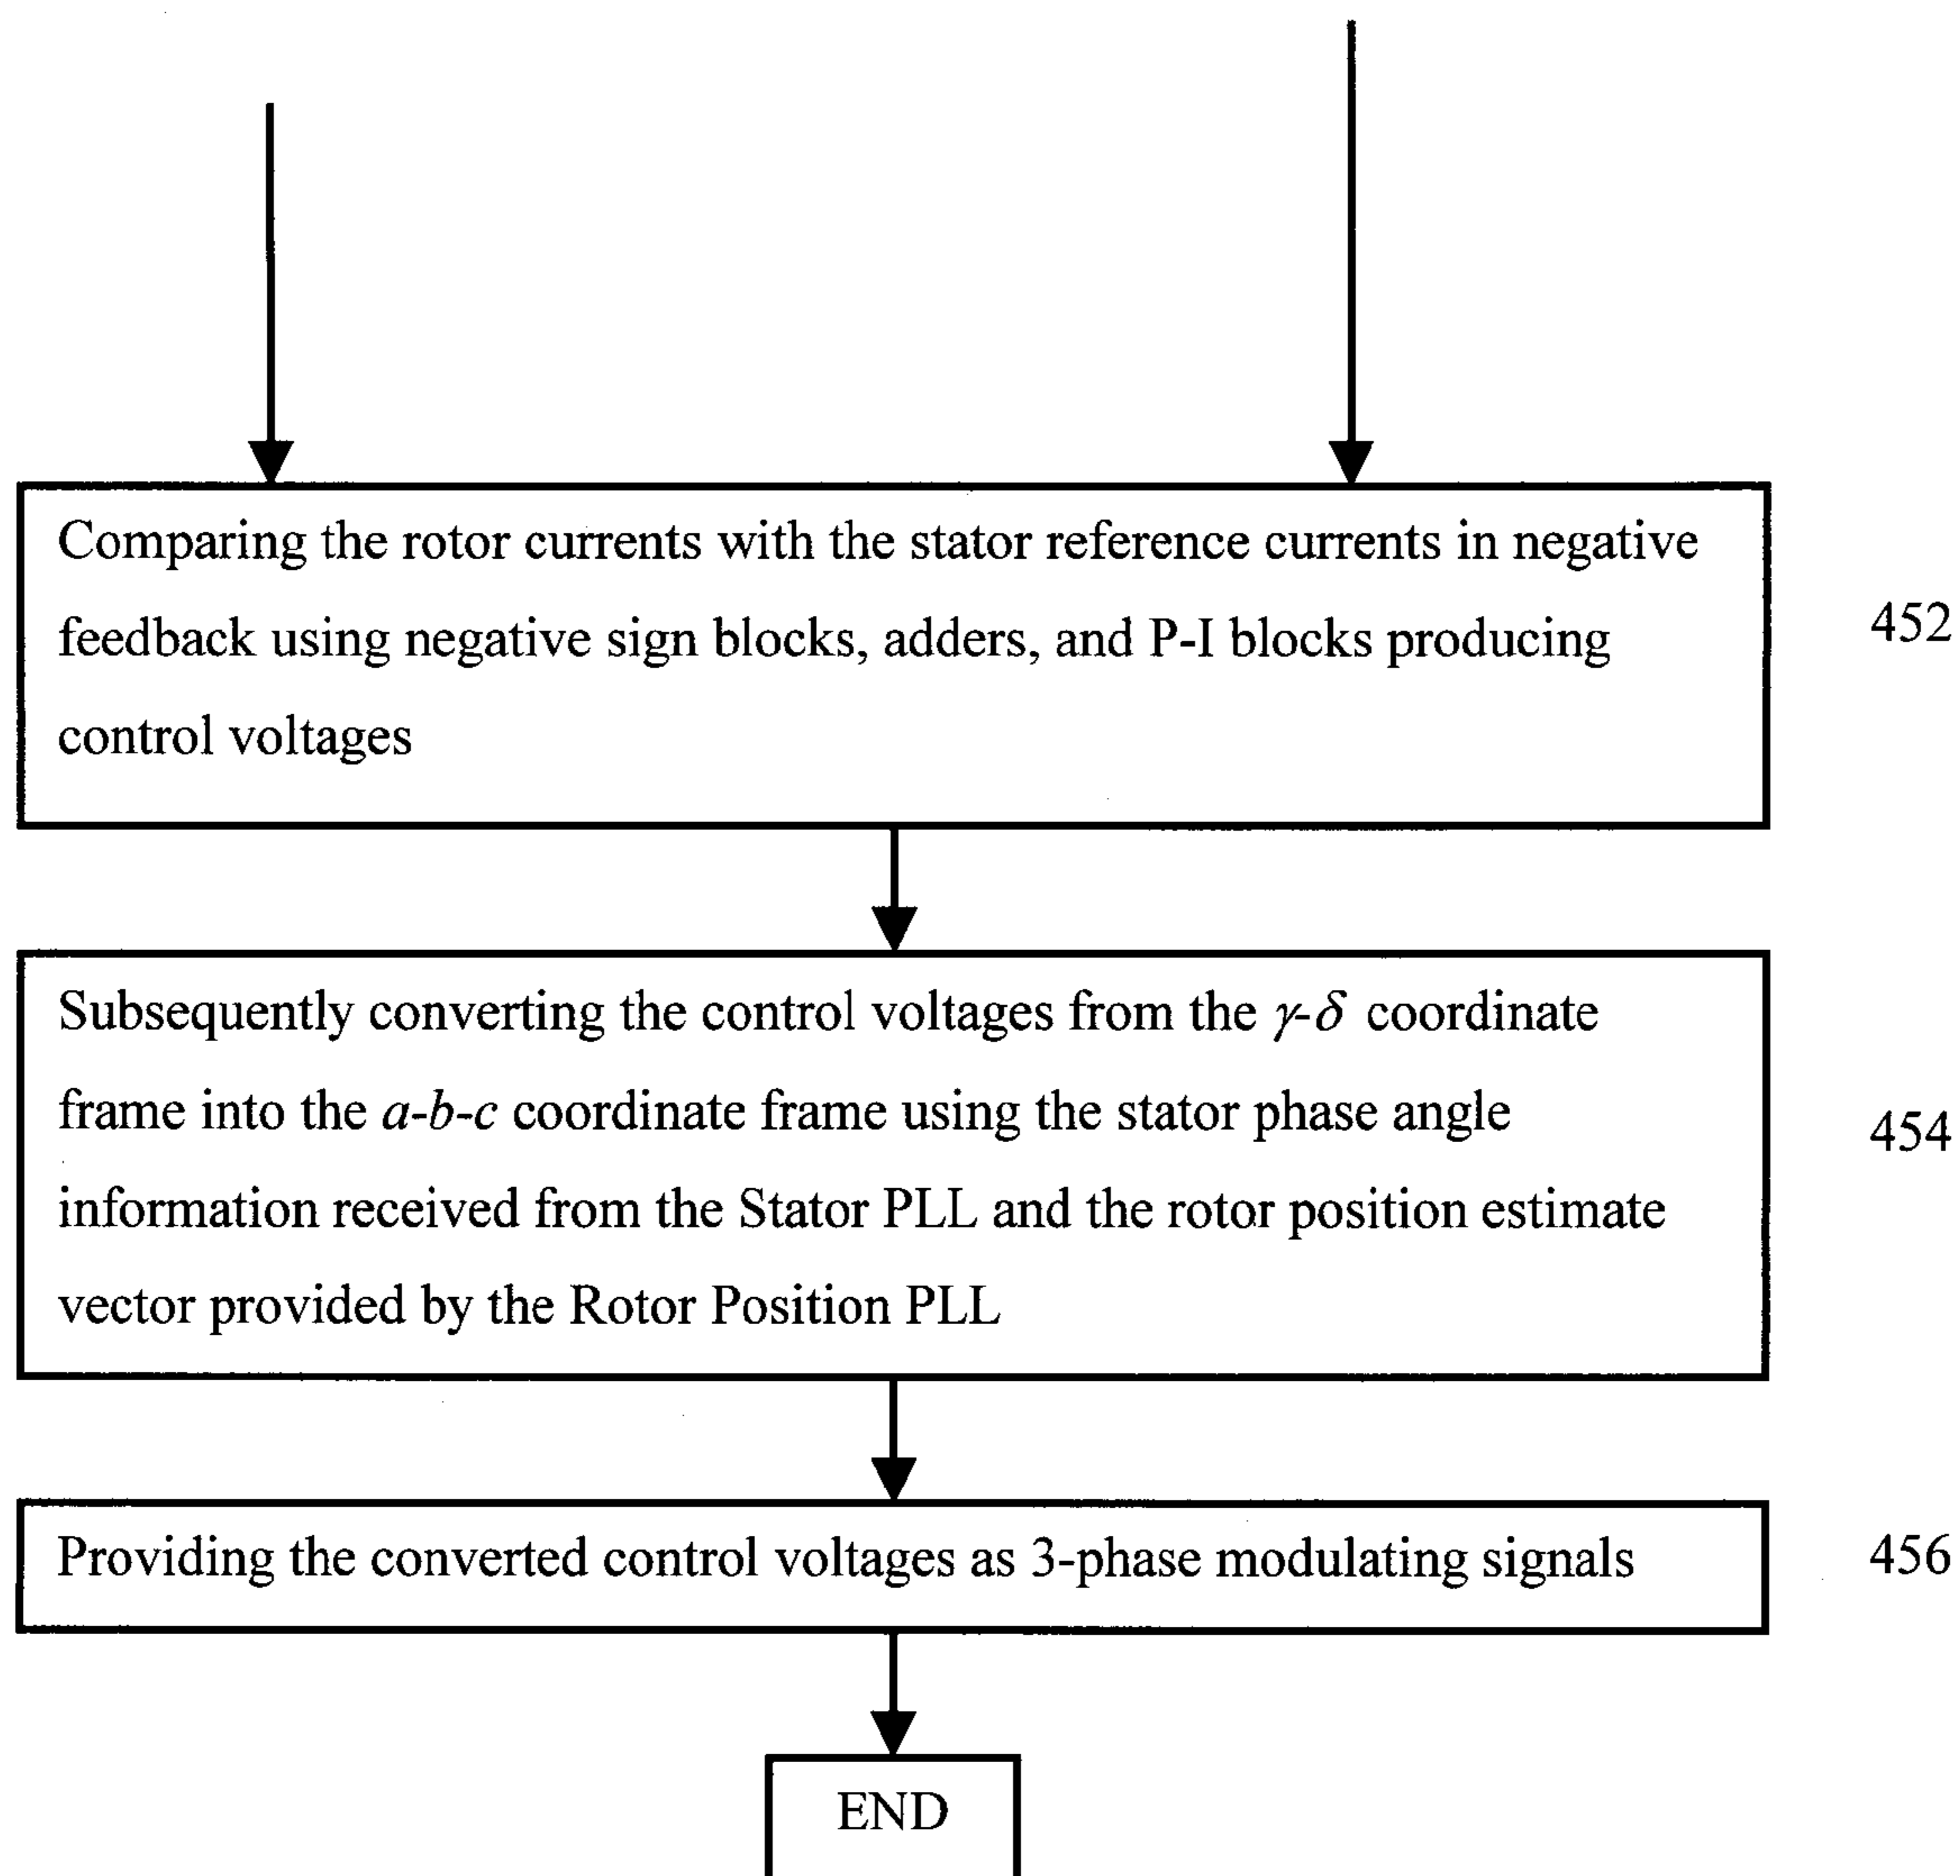 Comparing the rotor currents with the stator reference currents in negative
feedback using negative sign blocks, adders, and P-I blocks producing
control voltages
452
Subsequently converting the control voltages from the γ-δ coordinate
frame into the a-b-c coordinate frame using the stator phase angle
information received from the Stator PLL and the rotor position estimate
vector provided by the Rotor Position PLL
454
Providing the converted control voltages as 3-phase modulating signals
456
END